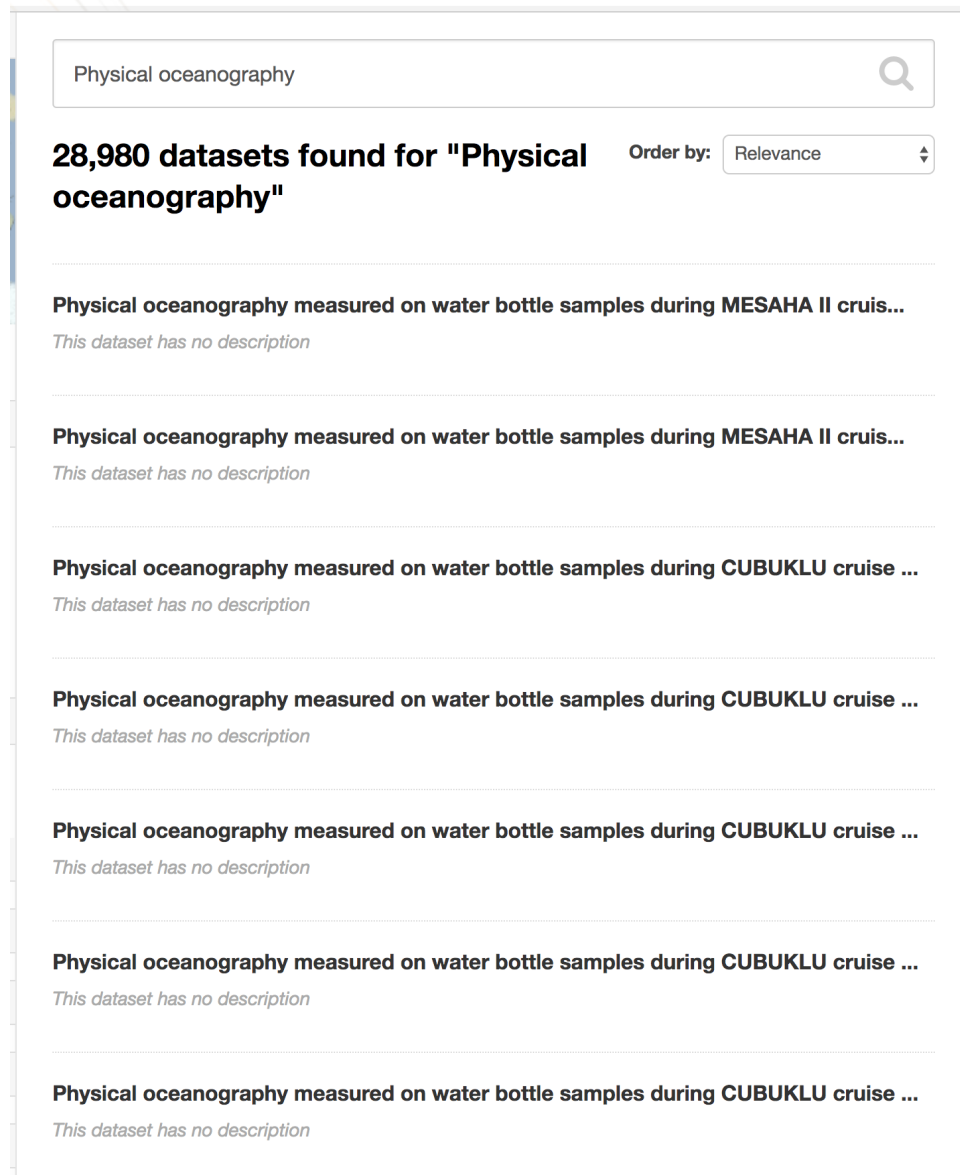 Physical oceanography
28,980 datasets found for "Physical
oceanography"
Order by:
Relevance
Physical oceanography measured on water bottle samples during MESAHA II cruis...
This dataset has no description
Physical oceanography measured on water bottle samples during MESAHA II cruis...
This dataset has no description
Physical oceanography measured on water bottle samples during CUBUKLU cruise ...
This dataset has no description
Physical oceanography measured on water bottle samples during CUBUKLU cruise ...
This dataset has no description
Physical oceanography measured on water bottle samples during CUBUKLU cruise ...
This dataset has no description
Physical oceanography measured on water bottle samples during CUBUKLU cruise ...
This dataset has no description
Physical oceanography measured on water bottle samples during CUBUKLU cruise ...
This dataset has no description